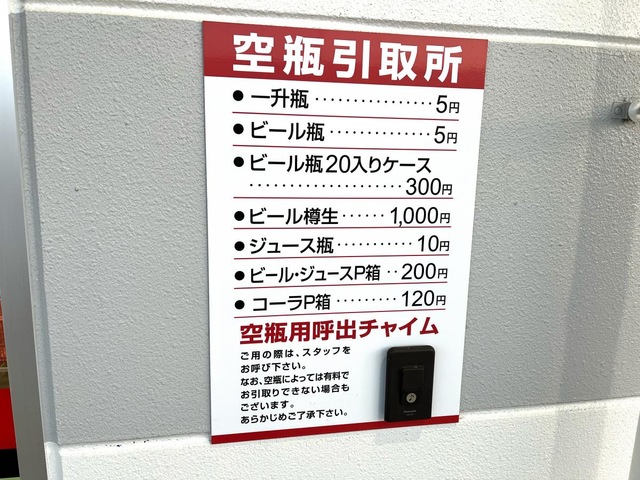 空瓶引取所
●一升瓶················5円
●ビール瓶··············5円
●ビール瓶20入りケース
····················300円
●ビール樽生······1,000円
●ジュース瓶···········10円
●ビール・ジュースP箱··200円
●コーラP箱·········120円
空瓶用呼出チャイム
ご用の際は、スタッフを
お呼び下さい。
なお、空瓶によっては有料で
お引取りできない場合も
ございます。
あらかじめご了承下さい。